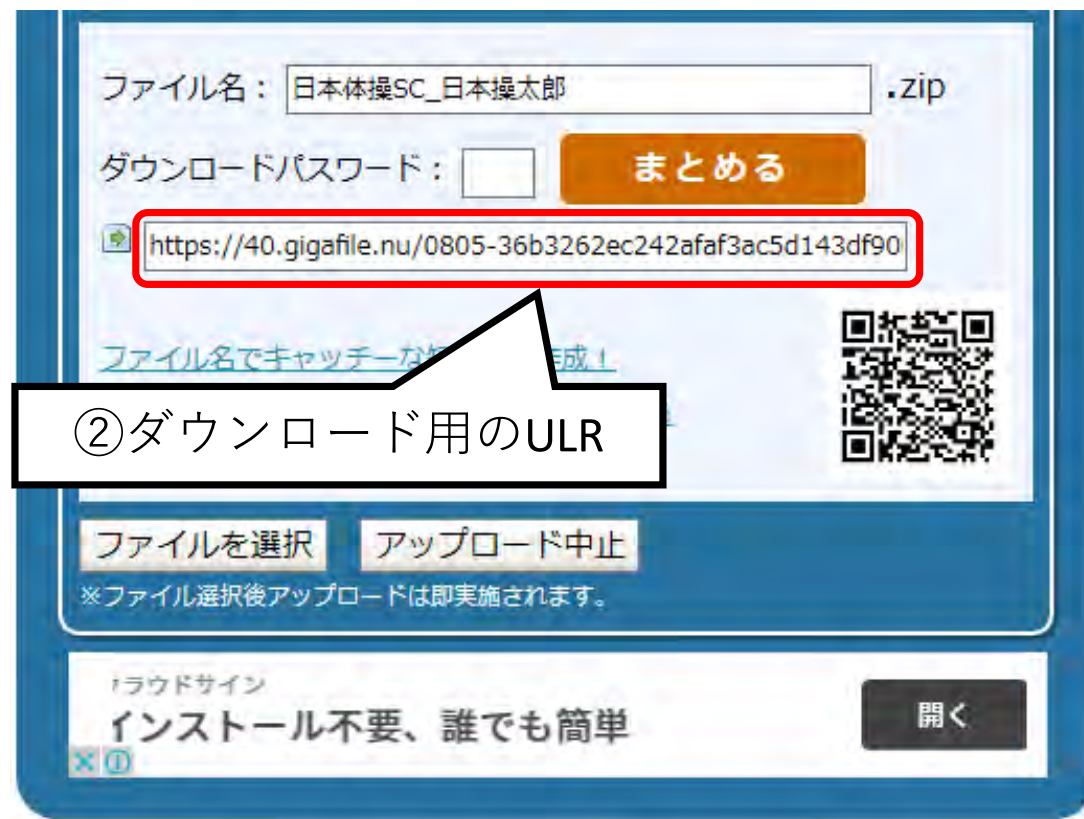 ファイル名： 日本体操SC_日本操太郎 .zip
ダウンロードパスワード： まとめる
https://40.gigafile.nu/0805-36b3262ec242afaf3ac5d143df90
ファイル名でキャッチーな 作成！
②ダウンロード用のULR
ファイルを選択 アップロード中止
※ファイル選択後アップロードは即実施されます。
ラウドサイン
インストール不要、誰でも簡単
開く